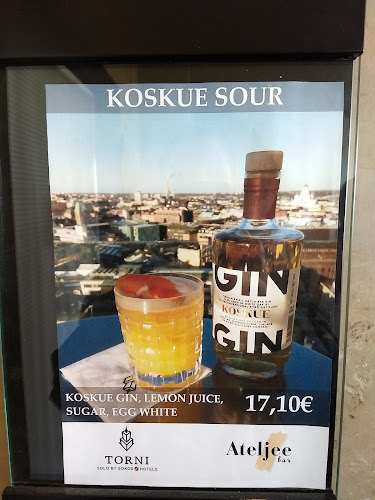 KOSKUE SOUR
GIN
KOSKUE
GIN
KOSKUE GIN, LEMON JUICE,
SUGAR, EGG WHITE
17,10€
TORNI
SOLO BY SOKOS HOTELS
Ateljee
bar